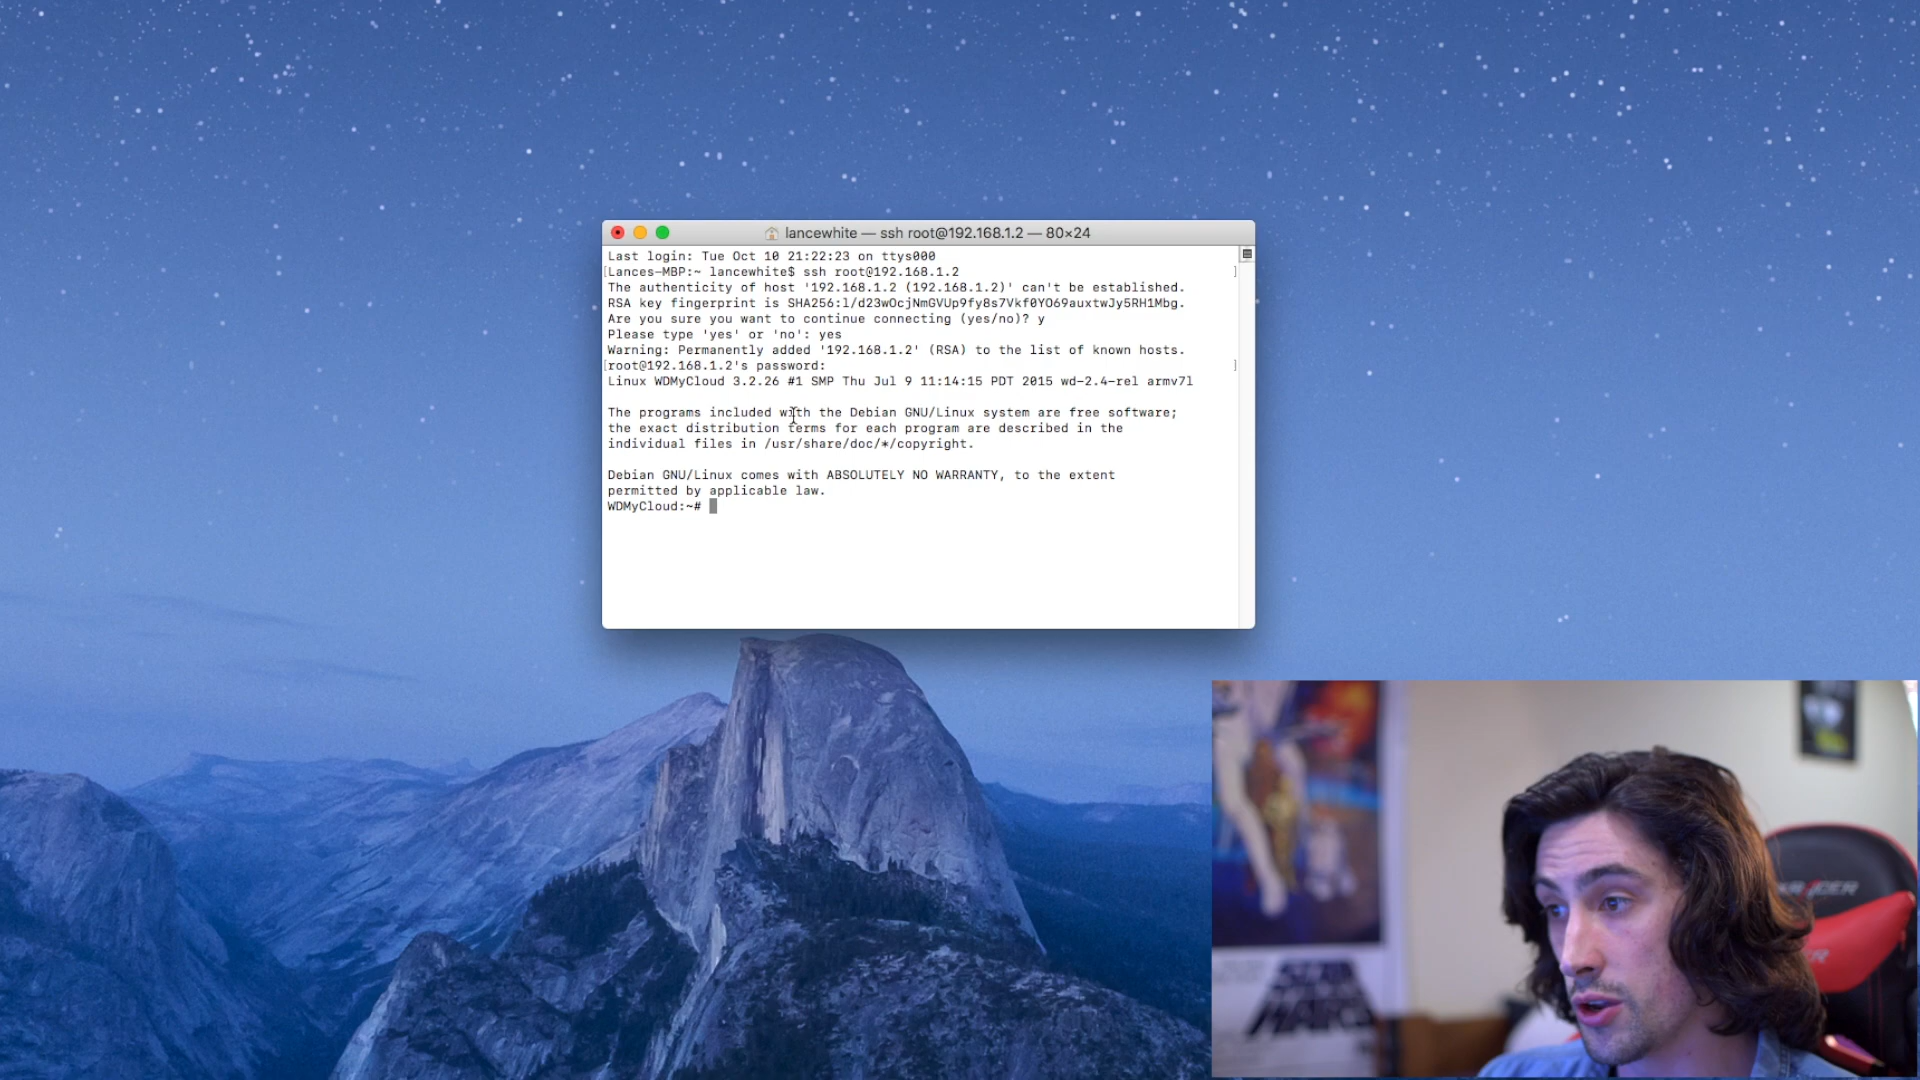 lancewhite — ssh root@192.168.1.2 — 80×24
Last login: Tue Oct 10 21:22:23 on ttys000
[Lances-MBP:~ lancewhite$ ssh root@192.168.1.2 ]
The authenticity of host '192.168.1.2 (192.168.1.2)' can't be established.
RSA key fingerprint is SHA256:l/d23wOcjNmGVUp9fy8s7Vkf0YO69auxtwJy5RH1Mbg.
Are you sure you want to continue connecting (yes/no)? y
Please type 'yes' or 'no': yes
Warning: Permanently added '192.168.1.2' (RSA) to the list of known hosts.
[root@192.168.1.2's password: ]
Linux WDMyCloud 3.2.26 #1 SMP Thu Jul 9 11:14:15 PDT 2015 wd-2.4-rel armv7l
The programs included with the Debian GNU/Linux system are free software;
the exact distribution terms for each program are described in the
individual files in /usr/share/doc/*/copyright.
Debian GNU/Linux comes with ABSOLUTELY NO WARRANTY, to the extent
permitted by applicable law.
WDMyCloud:~#
STAR
WARS